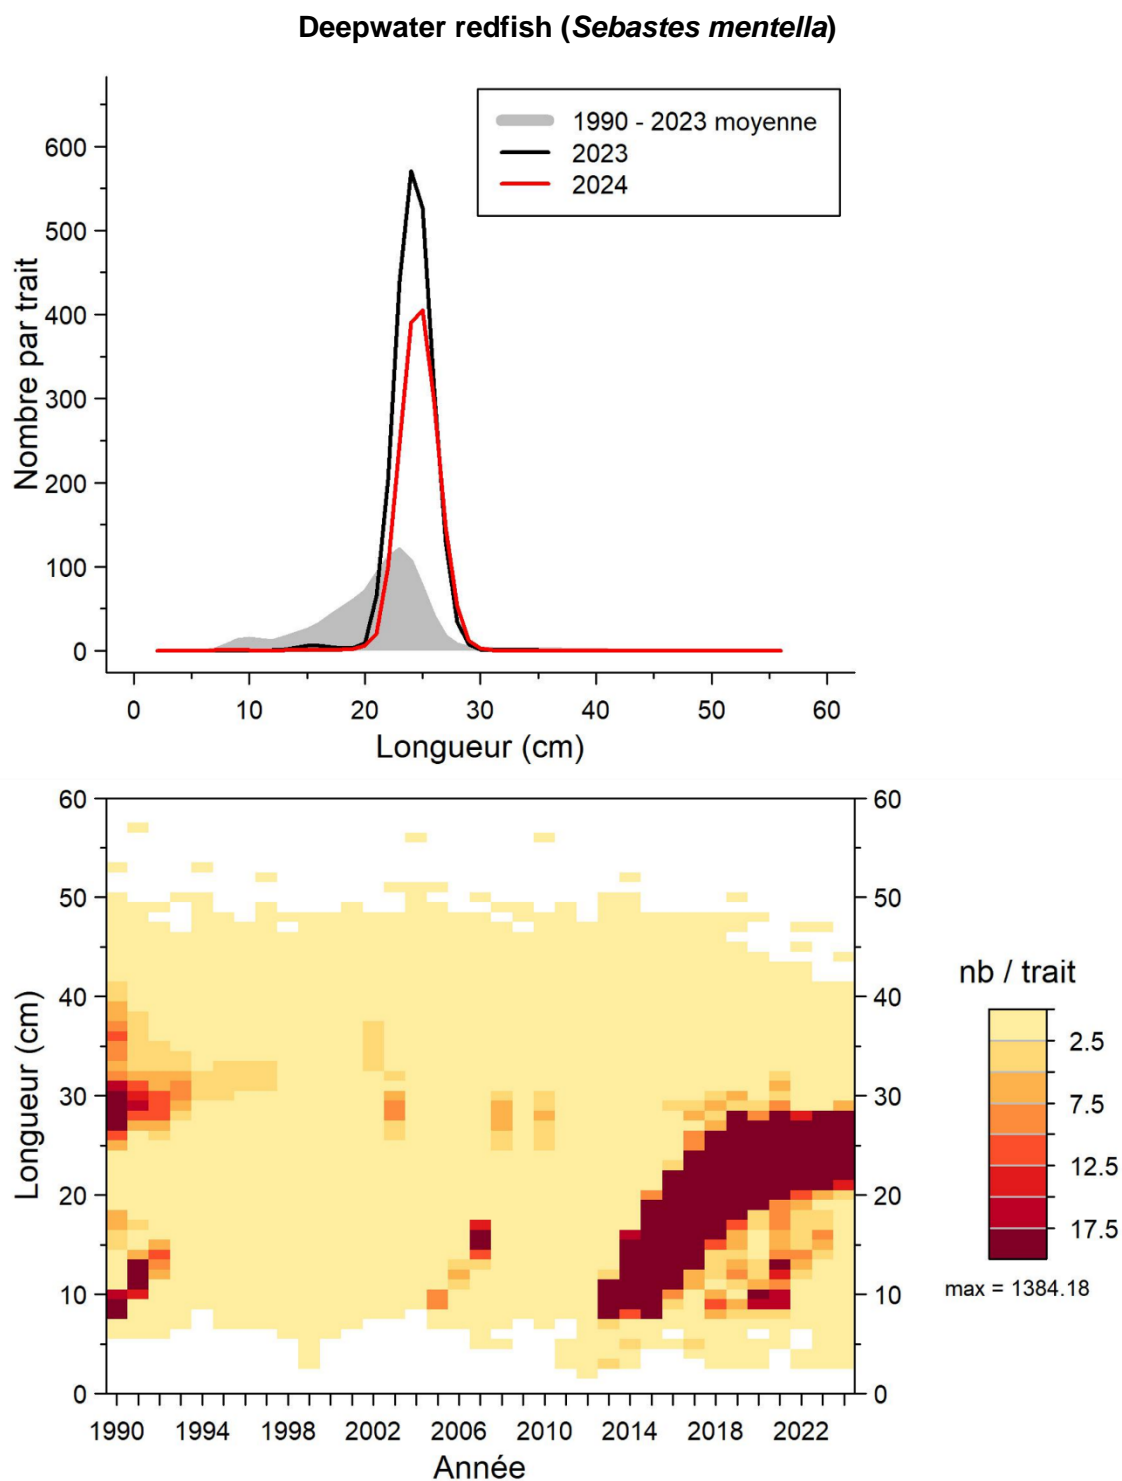 Deepwater redfish (Sebastes mentella)
1990 - 2023 moyenne
2023
2024
Nombre par trait
600
500
400
300
200
100
0
0 10 20 30 40 50 60
Longueur (cm)
60 60
50 50
40 40
30 30
20 20
10 10
0 0
Longueur (cm)
1990 1994 1998 2002 2006 2010 2014 2018 2022
Année
nb / trait
2.5
7.5
12.5
17.5
max = 1384.18